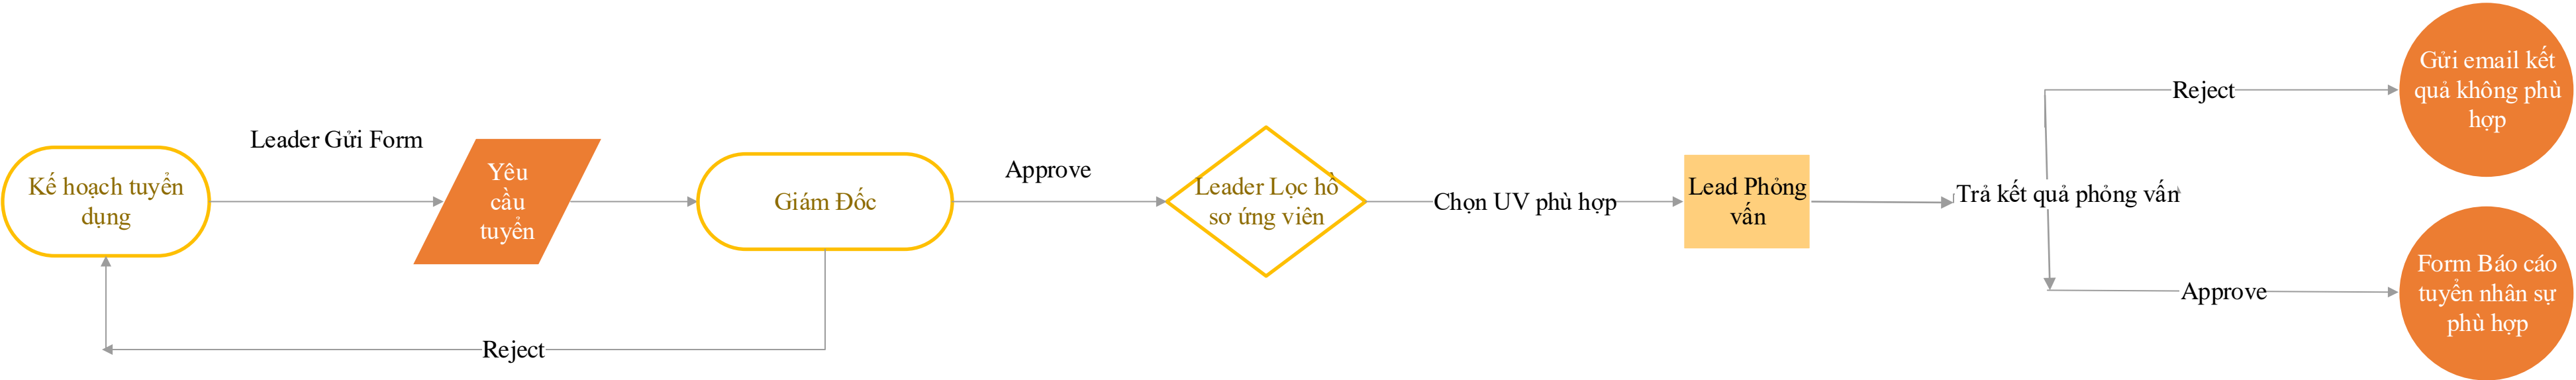 Kế hoạch tuyển
dụng
Leader Gửi Form
Yêu
cầu
tuyển
Giám Đốc
Reject
Approve
Leader Lọc hồ
sơ ứng viên
Chọn UV phù hợp
Lead Phỏng
vấn
Trả kết quả phỏng vấn
Reject
Gửi email kết
quả không phù
hợp
Approve
Form Báo cáo
tuyển nhân sự
phù hợp